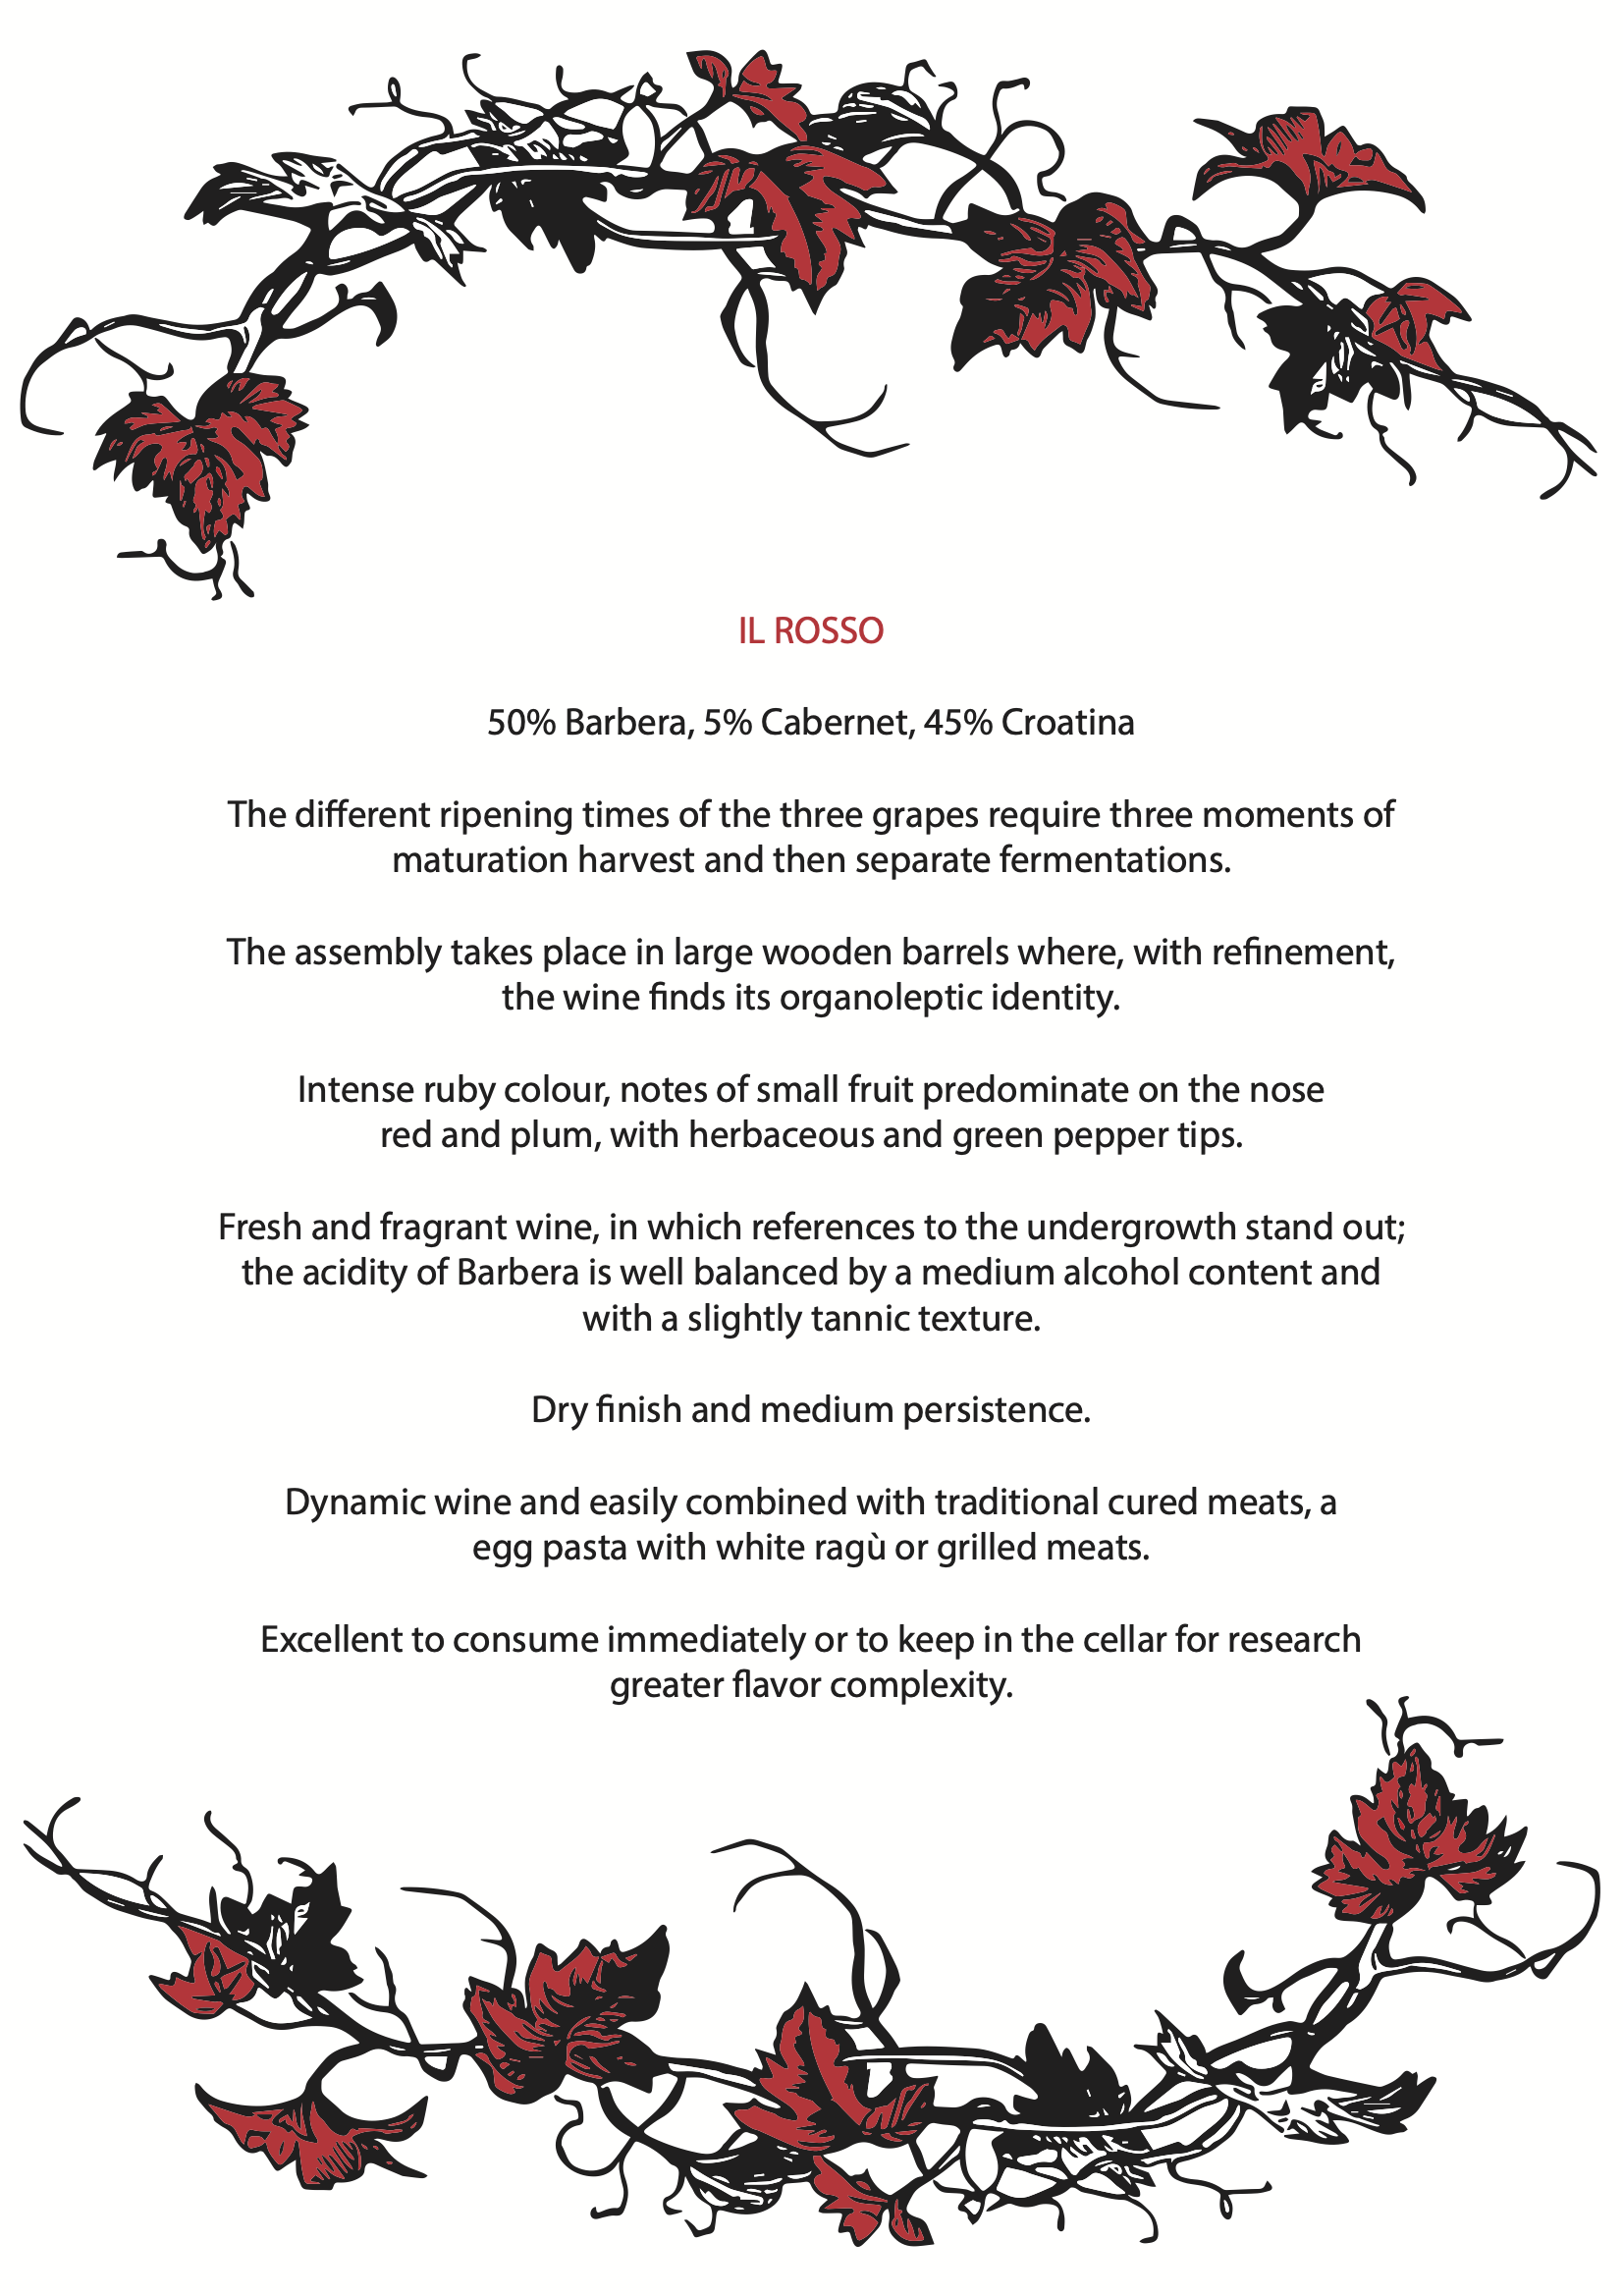 IL ROSSO
50% Barbera, 5% Cabernet, 45% Croatina
The different ripening times of the three grapes require three moments of
maturation harvest and then separate fermentations.
The assembly takes place in large wooden barrels where, with refinement,
the wine finds its organoleptic identity.
Intense ruby colour, notes of small fruit predominate on the nose
red and plum, with herbaceous and green pepper tips.
Fresh and fragrant wine, in which references to the undergrowth stand out;
the acidity of Barbera is well balanced by a medium alcohol content and
with a slightly tannic texture.
Dry finish and medium persistence.
Dynamic wine and easily combined with traditional cured meats, a
egg pasta with white ragù or grilled meats.
Excellent to consume immediately or to keep in the cellar for research
greater flavor complexity.